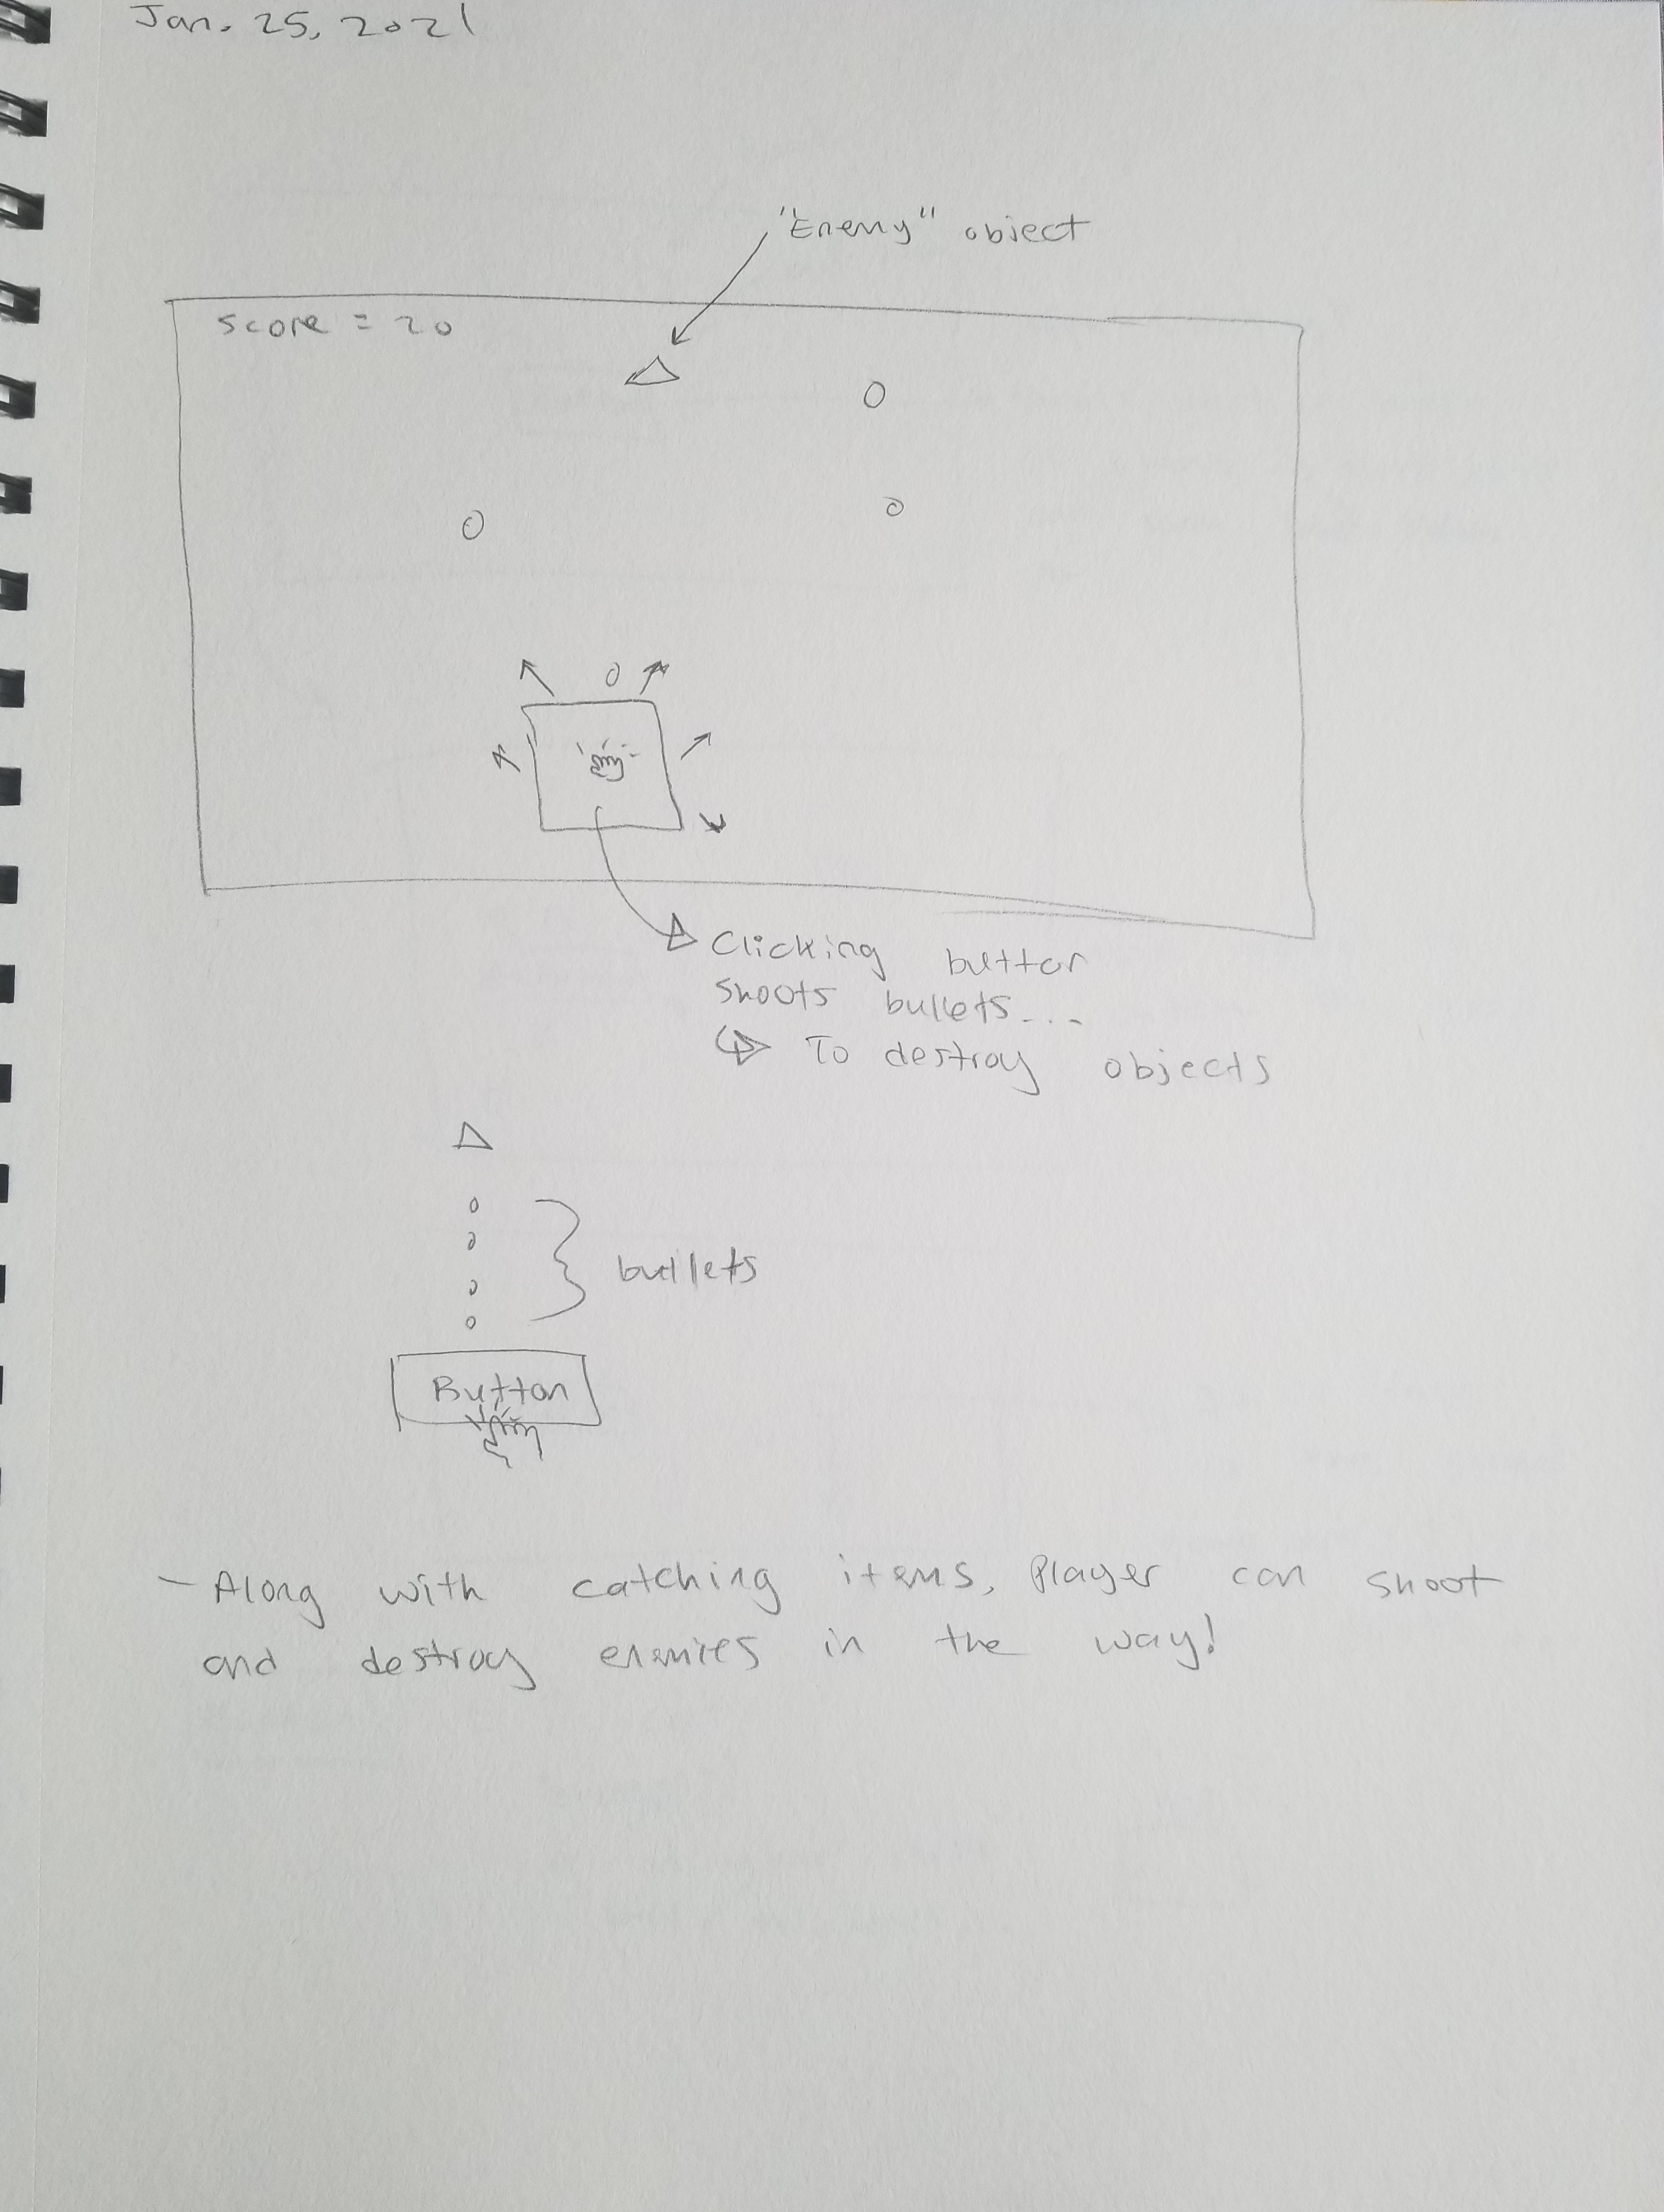 Jan. 25, 2021
"Enemy" object
score = 20
Clicking button
shoots bullets...
To destroy objects
bullets
Button
- Along with catching items, Player can shoot
and destroy enemies in the way!